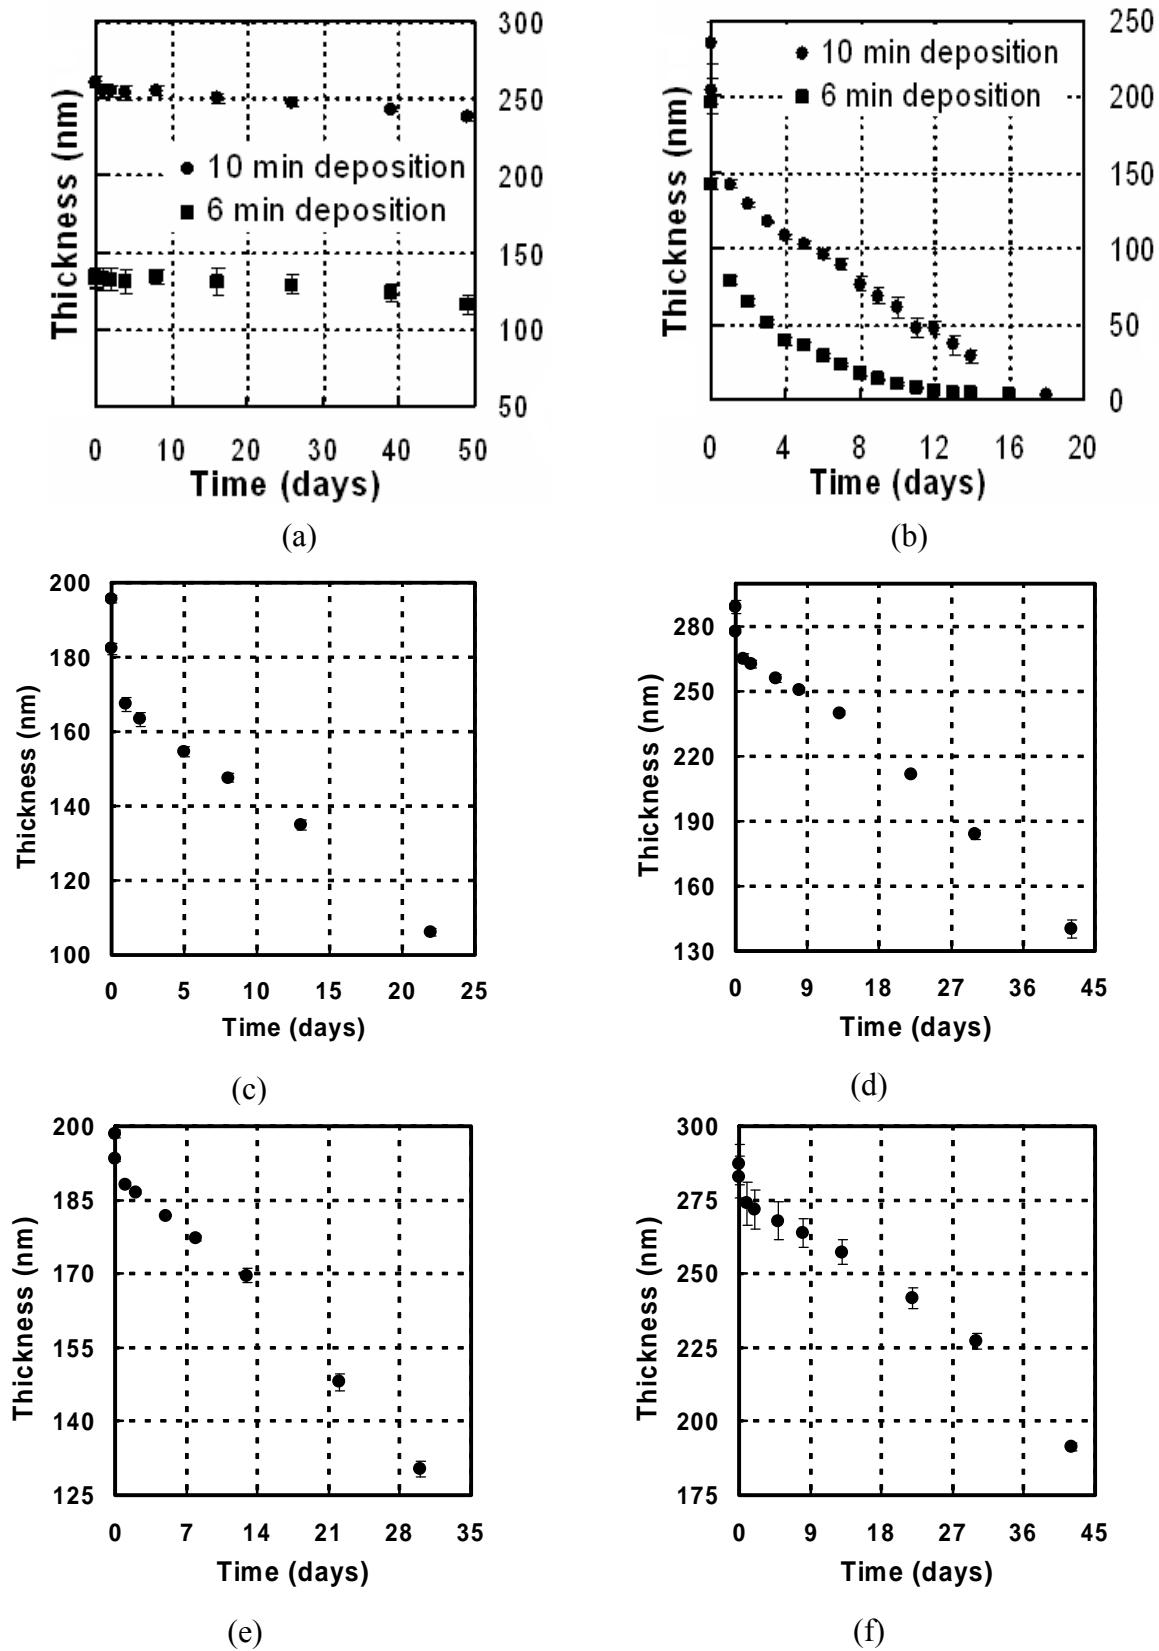 300
250
200
150
100
50
Thickness (nm)
10 min deposition
6 min deposition
0 10 20 30 40 50
Time (days)
(a)
250
200
150
100
50
0
Thickness (nm)
10 min deposition
6 min deposition
0 4 8 12 16 20
Time (days)
(b)
200
180
160
140
120
100
Thickness (nm)
0 5 10 15 20 25
Time (days)
(c)
280
250
220
190
160
130
Thickness (nm)
0 9 18 27 36 45
Time (days)
(d)
200
185
170
155
140
125
Thickness (nm)
0 7 14 21 28 35
Time (days)
(e)
300
275
250
225
200
175
Thickness (nm)
0 9 18 27 36 45
Time (days)
(f)